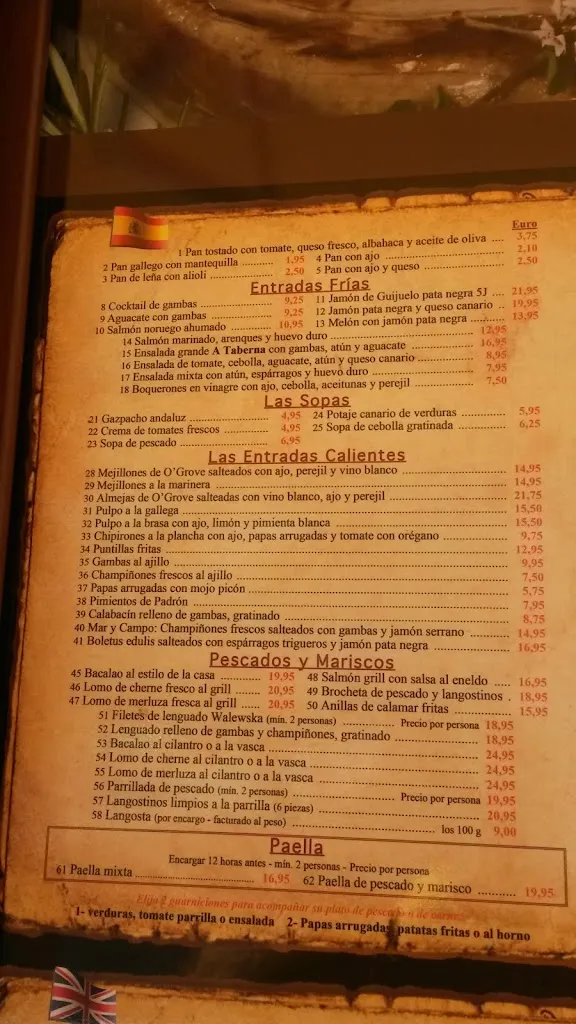 Euro
1 Pan tostado con tomate, queso fresco, albahaca y aceite de oliva .... 3,75
2 Pan gallego con mantequilla .......... 1,95 4 Pan con ajo .......... 2,10
3 Pan de leña con alioli .......... 2,50 5 Pan con ajo y queso .......... 2,50
Entradas Frías
8 Cocktail de gambas .......... 9,25 11 Jamón de Guijuelo pata negra 5J .... 21,95
9 Aguacate con gambas .......... 9,25 12 Jamón pata negra y queso canario .. 19,95
10 Salmón noruego ahumado .......... 10,95 13 Melón con jamón pata negra .......... 13,95
14 Salmón marinado, arenques y huevo duro .......... 12,95
15 Ensalada grande A Taberna con gambas, atún y aguacate .......... 16,95
16 Ensalada de tomate, cebolla, aguacate, atún y queso canario .......... 8,95
17 Ensalada mixta con atún, espárragos y huevo duro .......... 7,95
18 Boquerones en vinagre con ajo, cebolla, aceitunas y perejil .......... 7,50
Las Sopas
21 Gazpacho andaluz .......... 4,95 24 Potaje canario de verduras .......... 5,95
22 Crema de tomates frescos .......... 4,95 25 Sopa de cebolla gratinada .......... 6,25
23 Sopa de pescado .......... 6,95
Las Entradas Calientes
28 Mejillones de O'Grove salteados con ajo, perejil y vino blanco .......... 14,95
29 Mejillones a la marinera .......... 14,95
30 Almejas de O'Grove salteadas con vino blanco, ajo y perejil .......... 21,75
31 Pulpo a la gallega .......... 15,50
32 Pulpo a la brasa con ajo, limón y pimienta blanca .......... 15,50
33 Chipirones a la plancha con ajo, papas arrugadas y tomate con orégano .......... 9,75
34 Puntillas fritas .......... 12,95
35 Gambas al ajillo .......... 9,95
36 Champiñones frescos al ajillo .......... 7,50
37 Papas arrugadas con mojo picón .......... 5,75
38 Pimientos de Padrón .......... 7,95
39 Calabacín relleno de gambas, gratinado .......... 8,75
40 Mar y Campo: Champiñones frescos salteados con gambas y jamón serrano .......... 14,95
41 Boletus edulis salteados con espárragos trigueros y jamón pata negra .......... 16,95
Pescados y Mariscos
45 Bacalao al estilo de la casa .......... 19,95 48 Salmón grill con salsa al eneldo .... 16,95
46 Lomo de cherne fresco al grill .......... 20,95 49 Brocheta de pescado y langostinos . 18,95
47 Lomo de merluza fresca al grill ..... 20,95 50 Anillas de calamar fritas .......... 15,95
51 Filetes de lenguado Walewska (mín. 2 personas) .......... Precio por persona 18,95
52 Lenguado relleno de gambas y champiñones, gratinado .......... 18,95
53 Bacalao al cilantro o a la vasca .......... 24,95
54 Lomo de cherne al cilantro o a la vasca .......... 24,95
55 Lomo de merluza al cilantro o a la vasca .......... 24,95
56 Parrillada de pescado (mín. 2 personas) .......... Precio por persona 19,95
57 Langostinos limpios a la parrilla (6 piezas) .......... 20,95
58 Langosta (por encargo - facturado al peso) .......... los 100 g 9,00
Paella
Encargar 12 horas antes - mín. 2 personas - Precio por persona
61 Paella mixta .......... 16,95 62 Paella de pescado y marisco .......... 19,95
Elija 2 guarniciones para acompañar su plato de pescado o de carne:
1- verduras, tomate parrilla o ensalada 2- Papas arrugadas, patatas fritas o al horno